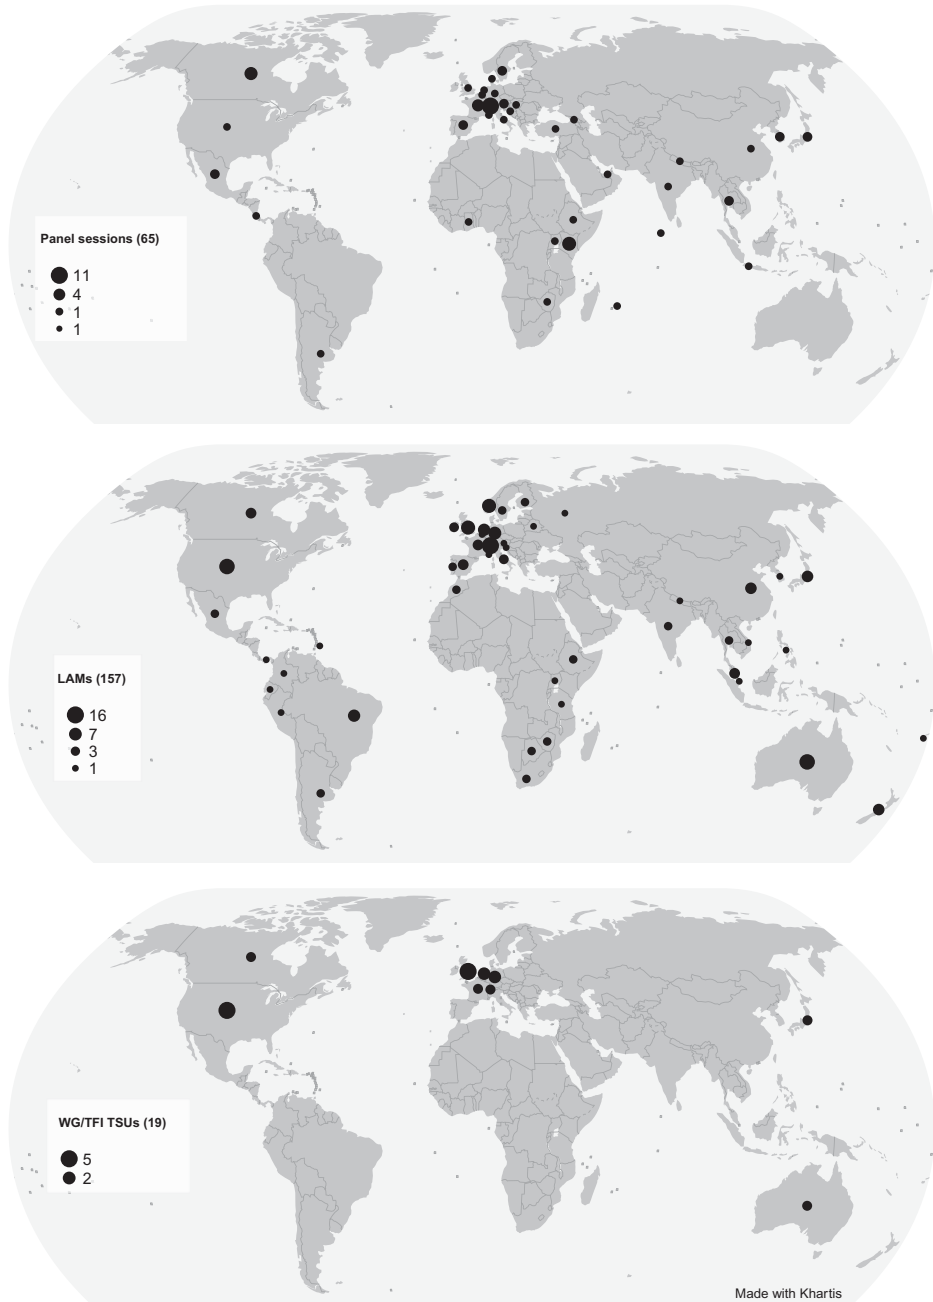 Panel sessions (65)
11
4
1
1
LAMs (157)
16
7
3
1
WG/TFI TSUs (19)
5
2
Made with Khartis